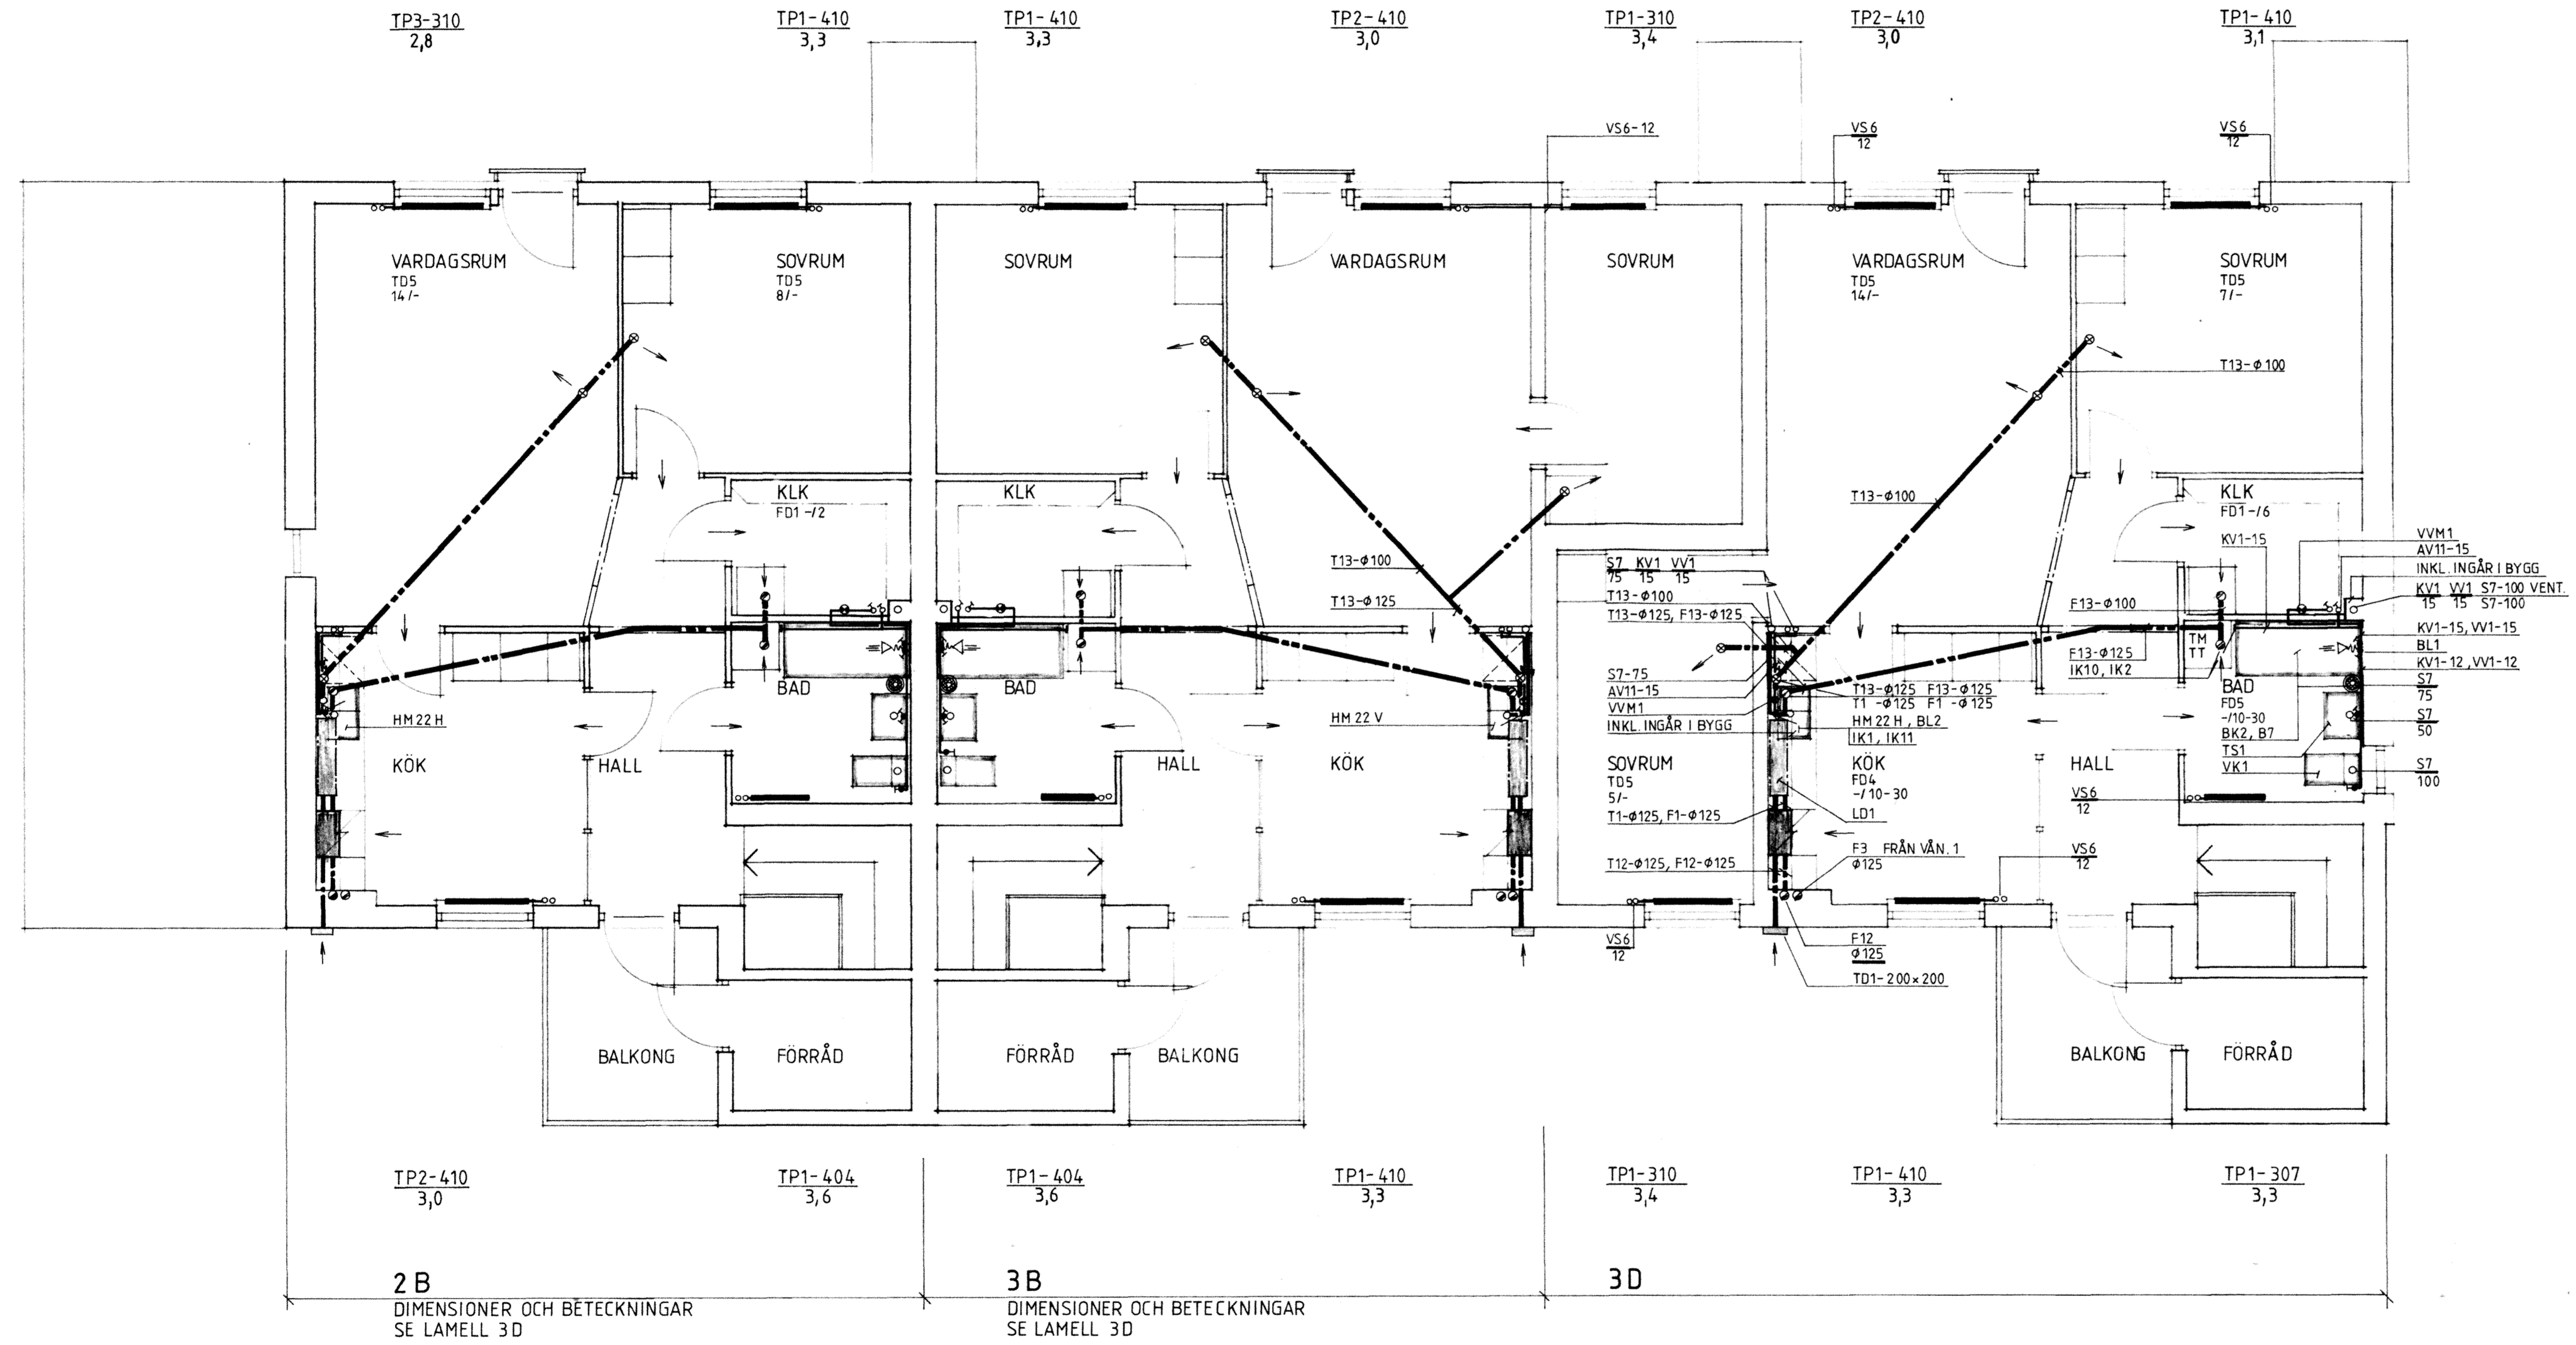 TP3-310
2,8
TP1-410
3,3
TP1-410
3,3
TP2-410
3,0
TP1-310
3,4
TP2-410
3,0
TP1-410
3,1
VS6-12
VS6
12
VS6
12
VARDAGSRUM
TD5
14/-
SOVRUM
TD5
8/-
SOVRUM
VARDAGSRUM
SOVRUM
VARDAGSRUM
TD5
14/-
SOVRUM
TD5
7/-
T13-Ø100
T13-Ø100
KLK
FD1-/2
KLK
KLK
FD1-/6
KV1-15
T13-Ø100
T13-Ø125
S7 KV1 VV1
75 15 15
T13-Ø100
T13-Ø125, F13-Ø125
S7-75
AV11-15
VVM1
INKL. INGÅR I BYGG
SOVRUM
TD5
5/-
T1-Ø125, F1-Ø125
T12-Ø125, F12-Ø125
VS6
12
T13-Ø125 F13-Ø125
T1-Ø125 F1-Ø125
HM22H, BL2
IK1, IK11
KÖK
FD4
-/10-30
LD1
F3 FRÅN VÅN. 1
Ø125
F12
Ø125
TD1-200x200
F13-Ø100
F13-Ø125
IK10, IK2
TM
TT
BAD
FD5
-/10-30
BK2, B7
TS1
VK1
HALL
VS6
12
VS6
12
VVM1
AV11-15
INKL. INGÅR I BYGG
KV1 VV1 S7-100 VENT.
15 15 S7-100
KV1-15, VV1-15
BL1
KV1-12, VV1-12
S7
75
S7
50
S7
100
HM22H
KÖK
HALL
BAD
BAD
HALL
KÖK
HM22V
BALKONG
FÖRRÅD
FÖRRÅD
BALKONG
BALKONG
FÖRRÅD
TP2-410
3,0
TP1-404
3,6
TP1-404
3,6
TP1-410
3,3
TP1-310
3,4
TP1-410
3,3
TP1-307
3,3
2B
DIMENSIONER OCH BETECKNINGAR
SE LAMELL 3D
3B
DIMENSIONER OCH BETECKNINGAR
SE LAMELL 3D
3D